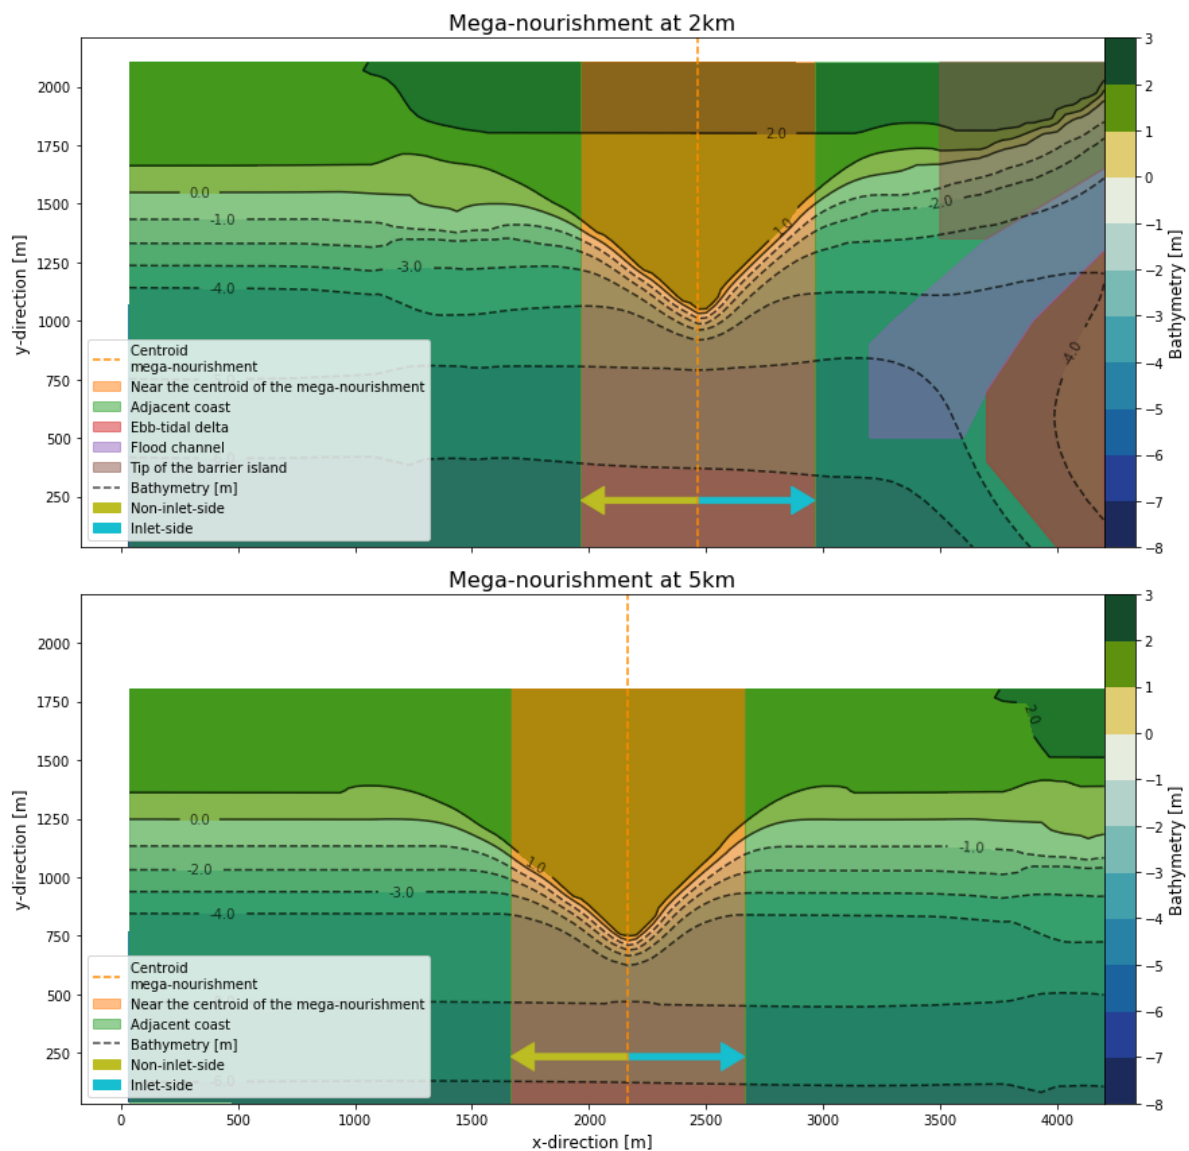 Mega-nourishment at 2km
y-direction [m]
2000
1750
1500
1250
1000
750
500
250
0.0
-1.0
-3.0
-4.0
2.0
1.0
-2.0
-4.0
Centroid
mega-nourishment
Near the centroid of the mega-nourishment
Adjacent coast
Ebb-tidal delta
Flood channel
Tip of the barrier island
Bathymetry [m]
Non-inlet-side
Inlet-side
3
2
1
0
−1
−2
−3
−4
−5
−6
−7
−8
Bathymetry [m]
Mega-nourishment at 5km
y-direction [m]
2000
1750
1500
1250
1000
750
500
250
0.0
-2.0
-3.0
-4.0
1.0
-1.0
2.0
-6.0
Centroid
mega-nourishment
Near the centroid of the mega-nourishment
Adjacent coast
Bathymetry [m]
Non-inlet-side
Inlet-side
3
2
1
0
−1
−2
−3
−4
−5
−6
−7
−8
Bathymetry [m]
0
500
1000
1500
2000
2500
3000
3500
4000
x-direction [m]